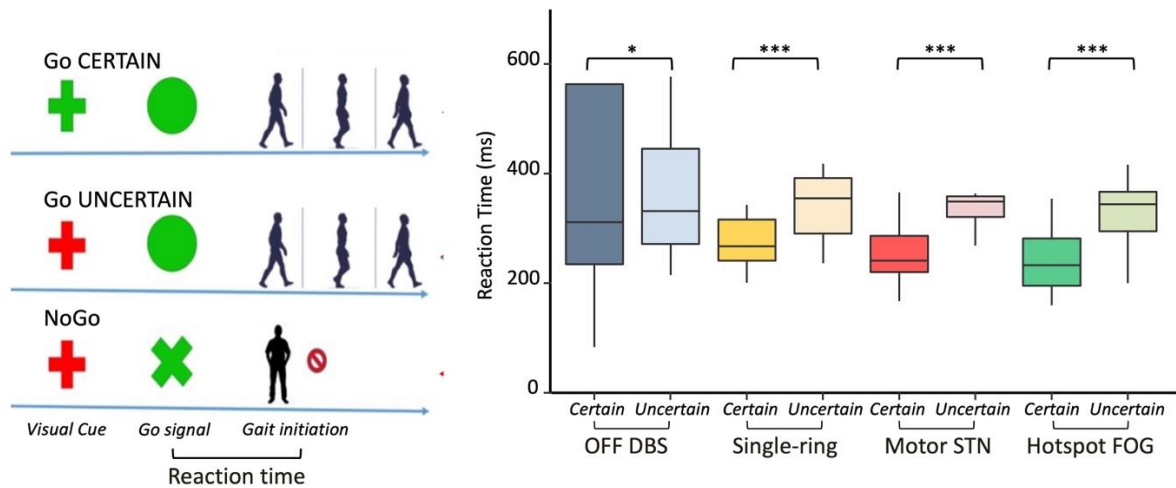 Go CERTAIN
Go UNCERTAIN
NoGo
Visual Cue Go signal Gait initiation
Reaction time
Reaction Time (ms)
600
400
200
0
* *** *** ***
Certain Uncertain Certain Uncertain Certain Uncertain Certain Uncertain
OFF DBS Single-ring Motor STN Hotspot FOG